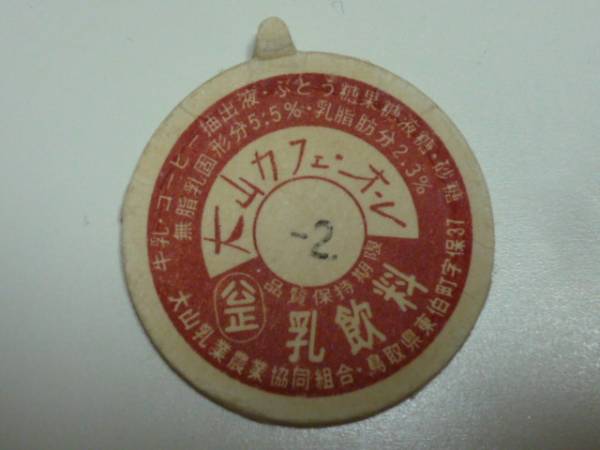 牛乳・コーヒー抽出液・ぶどう糖果糖液糖・砂糖
無脂乳固形分5.5%・乳脂肪分2.3%
大山カフェ・オ・レ
-2.
品質保持期限
公正
乳飲料
大山乳業農業協同組合・鳥取県東伯町字保37